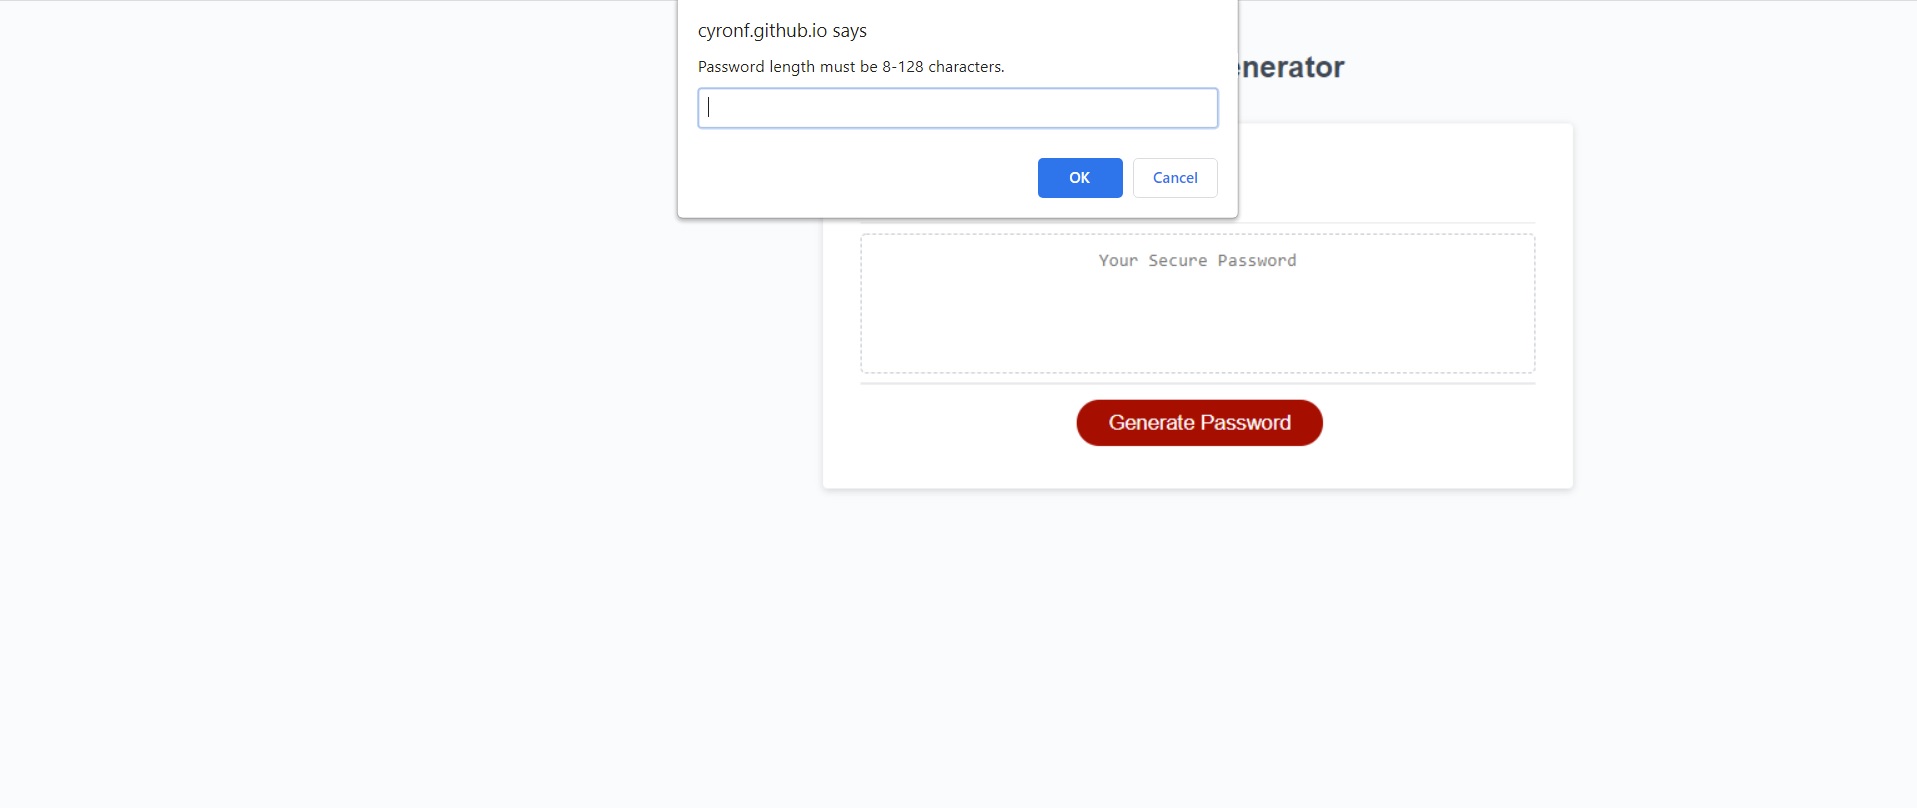 cyronf.github.io says
Password length must be 8-128 characters.
OK
Cancel
nerator
Your Secure Password
Generate Password